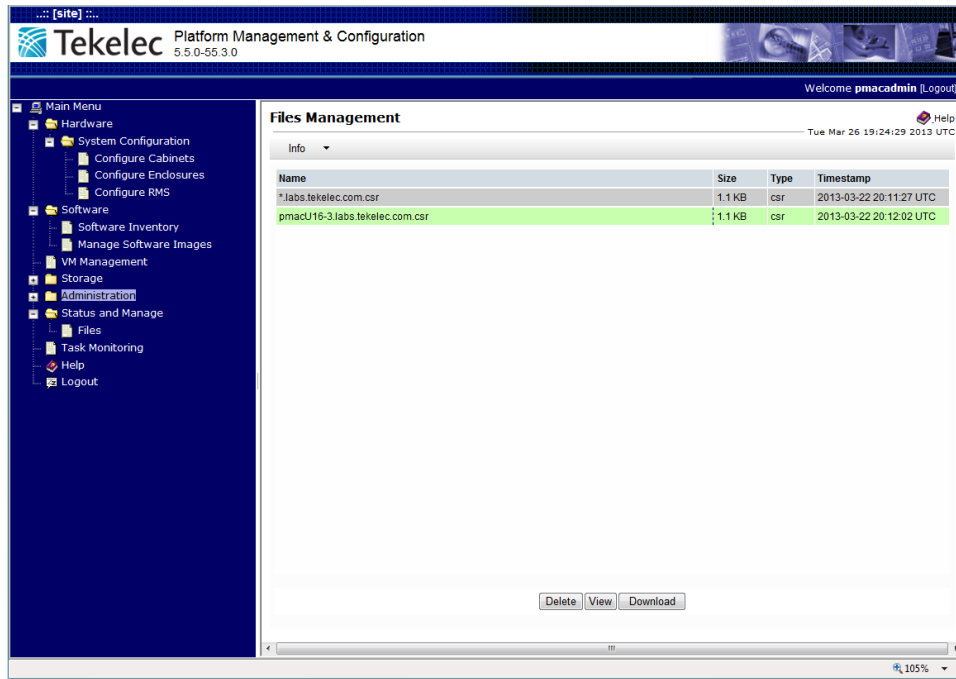 ..:: [site] ::..
Tekelec Platform Management & Configuration
5.5.0-55.3.0
Welcome pmacadmin [Logout]
Main Menu
Hardware
System Configuration
Configure Cabinets
Configure Enclosures
Configure RMS
Software
Software Inventory
Manage Software Images
VM Management
Storage
Administration
Status and Manage
Files
Task Monitoring
Help
Logout
Files Management
Help
Tue Mar 26 19:24:29 2013 UTC
Info
Name Size Type Timestamp
*.labs.tekelec.com.csr 1.1 KB csr 2013-03-22 20:11:27 UTC
pmacU16-3.labs.tekelec.com.csr 1.1 KB csr 2013-03-22 20:12:02 UTC
Delete View Download
105%